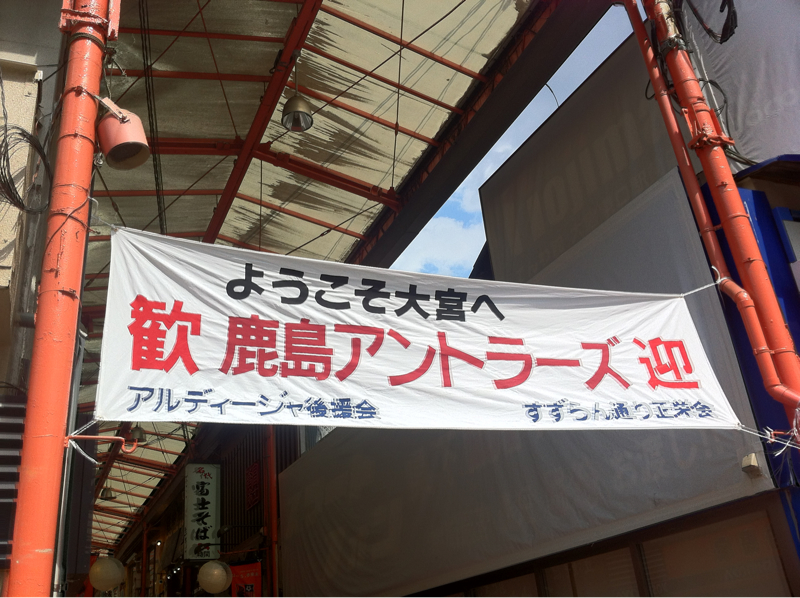 ようこそ大宮へ
歓 鹿島アントラーズ 迎
アルディージャ後援会 すずらん通り正栄会
富士そば